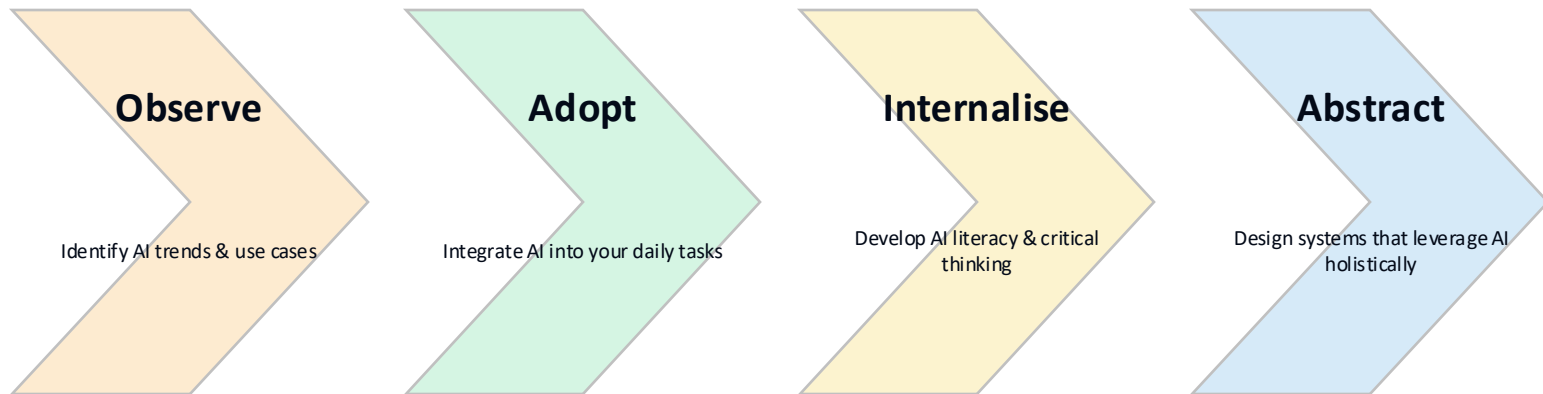 Observe
Identify AI trends & use cases
Adopt
Integrate AI into your daily tasks
Internalise
Develop AI literacy & critical
thinking
Abstract
Design systems that leverage AI
holistically